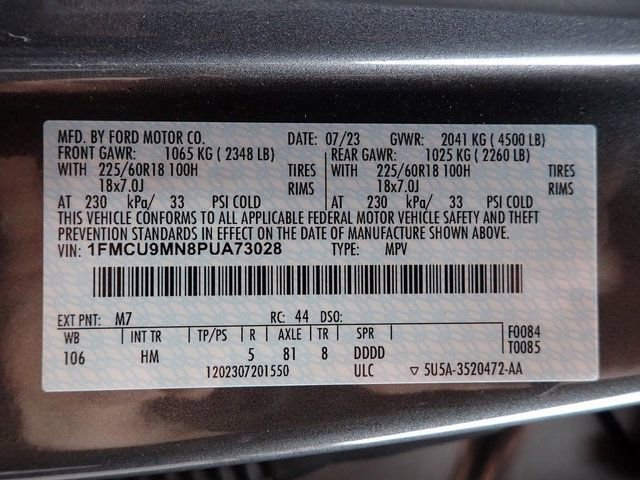 MFD. BY FORD MOTOR CO. DATE: 07/23 GVWR: 2041 KG ( 4500 LB)
FRONT GAWR: 1065 KG ( 2348 LB) REAR GAWR: 1025 KG ( 2260 LB)
WITH 225/60R18 100H TIRES WITH 225/60R18 100H TIRES
18x7.0J RIMS 18x7.0J RIMS
AT 230 kPa/ 33 PSI COLD AT 230 kPa/ 33 PSI COLD
THIS VEHICLE CONFORMS TO ALL APPLICABLE FEDERAL MOTOR VEHICLE SAFETY AND THEFT
PREVENTION STANDARDS IN EFFECT ON THE DATE OF MANUFACTURE SHOWN ABOVE.
VIN: 1FMCU9MN8PUA73028 TYPE: MPV
EXT PNT: M7 RC: 44 DSO:
WB INT TR TP/PS R AXLE TR SPR F0084
106 HM 5 81 8 DDDD T0085
1202307201550 ULC ▽ 5U5A-3520472-AA